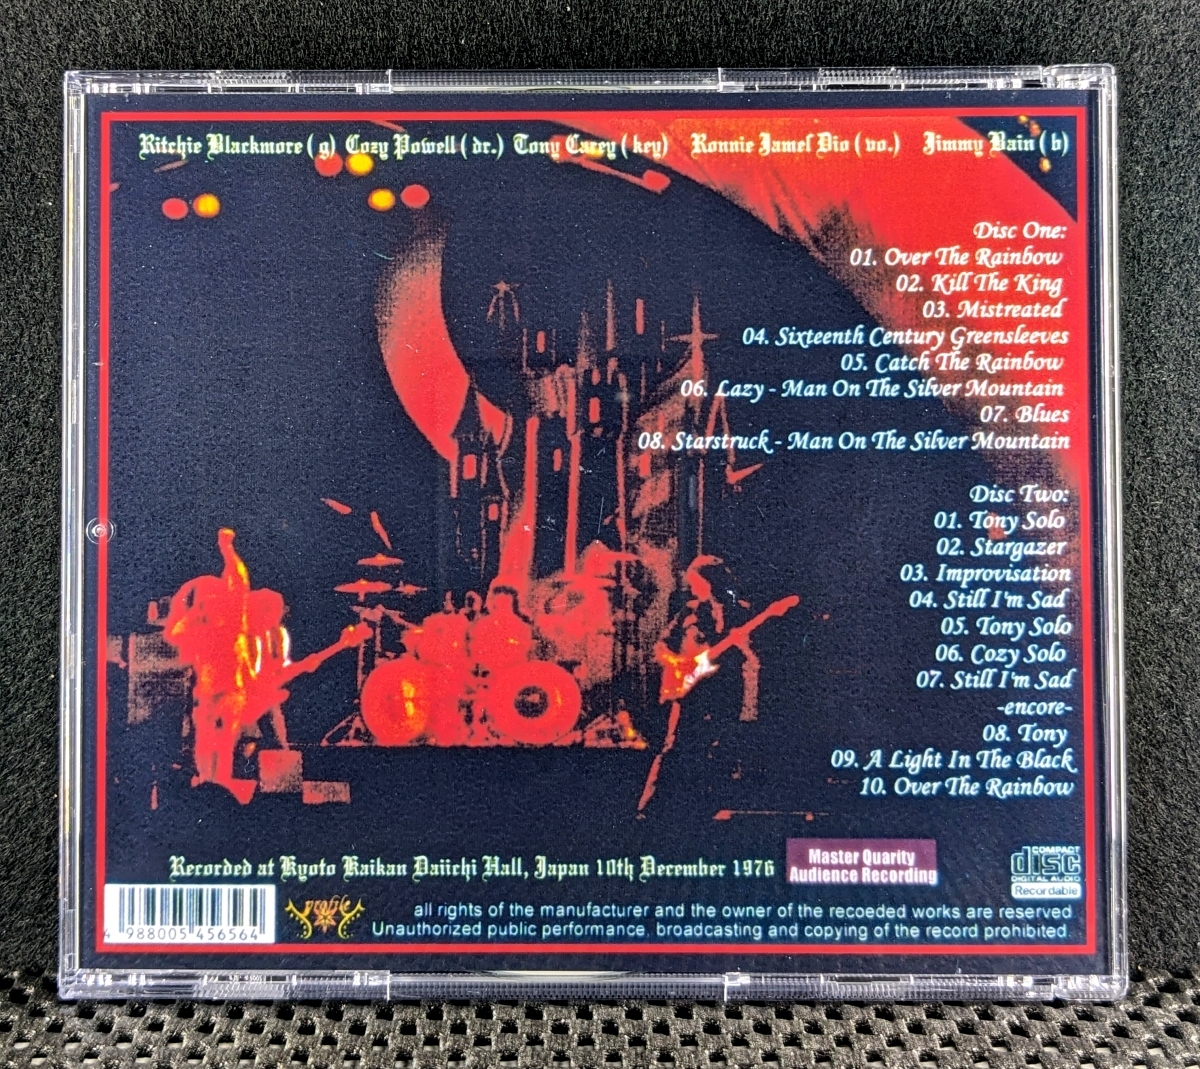 Ritchie Blackmore ( g) Cozy Powell ( dr.) Tony Carey ( key) Ronnie Jamef Dio ( vo.) Jimmy Bain ( b)
Disc One:
01. Over The Rainbow
02. Kill The King
03. Mistreated
04. Sixteenth Century Greensleeves
05. Catch The Rainbow
06. Lazy - Man On The Silver Mountain
07. Blues
08. Starstruck - Man On The Silver Mountain
Disc Two:
01. Tony Solo
02. Stargazer
03. Improvisation
04. Still I'm Sad
05. Tony Solo
06. Cozy Solo
07. Still I'm Sad
-encore-
08. Tony
09. A Light In The Black
10. Over The Rainbow
Recorded at Kyoto Kaikan Daiichi Hall, Japan 10th December 1976
Master Quarity
Audience Recording
COMPACT
disc
DIGITAL AUDIO
Recordable
4 988005 456564
profile
all rights of the manufacturer and the owner of the recoeded works are reserved
Unauthorized public performance, broadcasting and copying of the record prohibited.